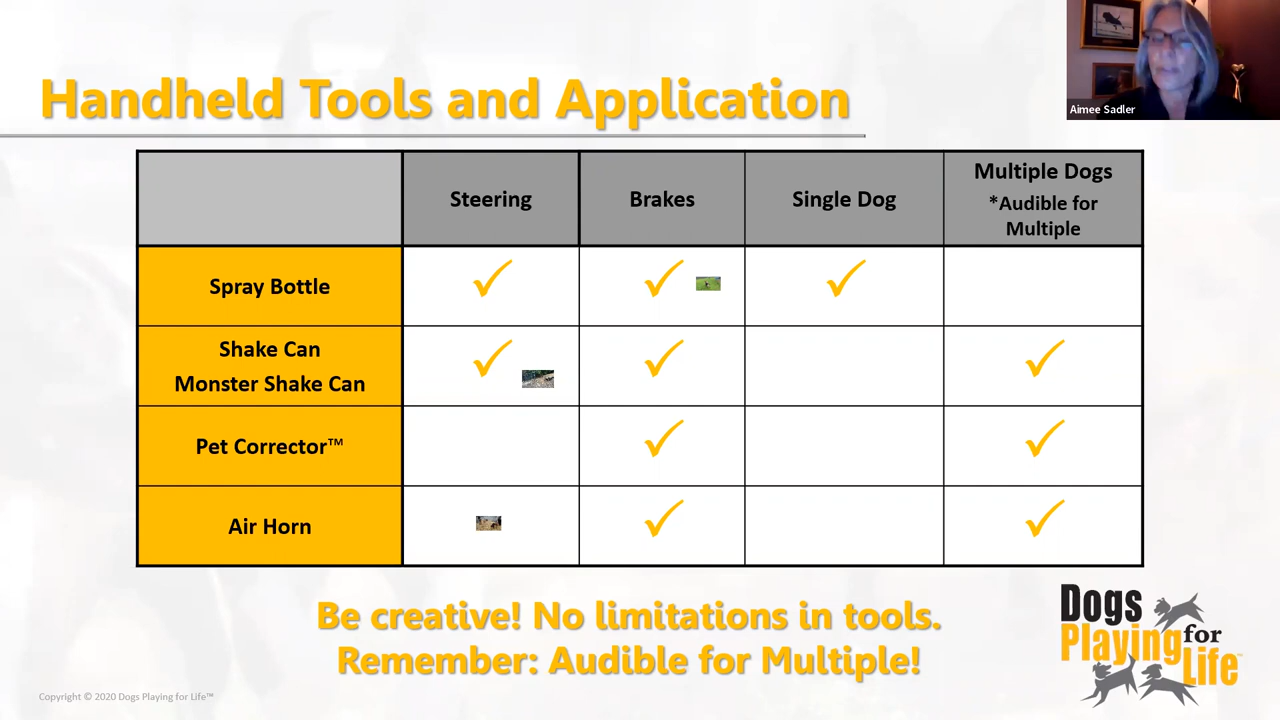 Handheld Tools and Application
Aimee Sadler
Steering
Brakes
Single Dog
Multiple Dogs
*Audible for
Multiple
Spray Bottle
Shake Can
Monster Shake Can
Pet Corrector™
Air Horn
Be creative! No limitations in tools.
Remember: Audible for Multiple!
Dogs
Playing for
Life™
Copyright © 2020 Dogs Playing for Life™